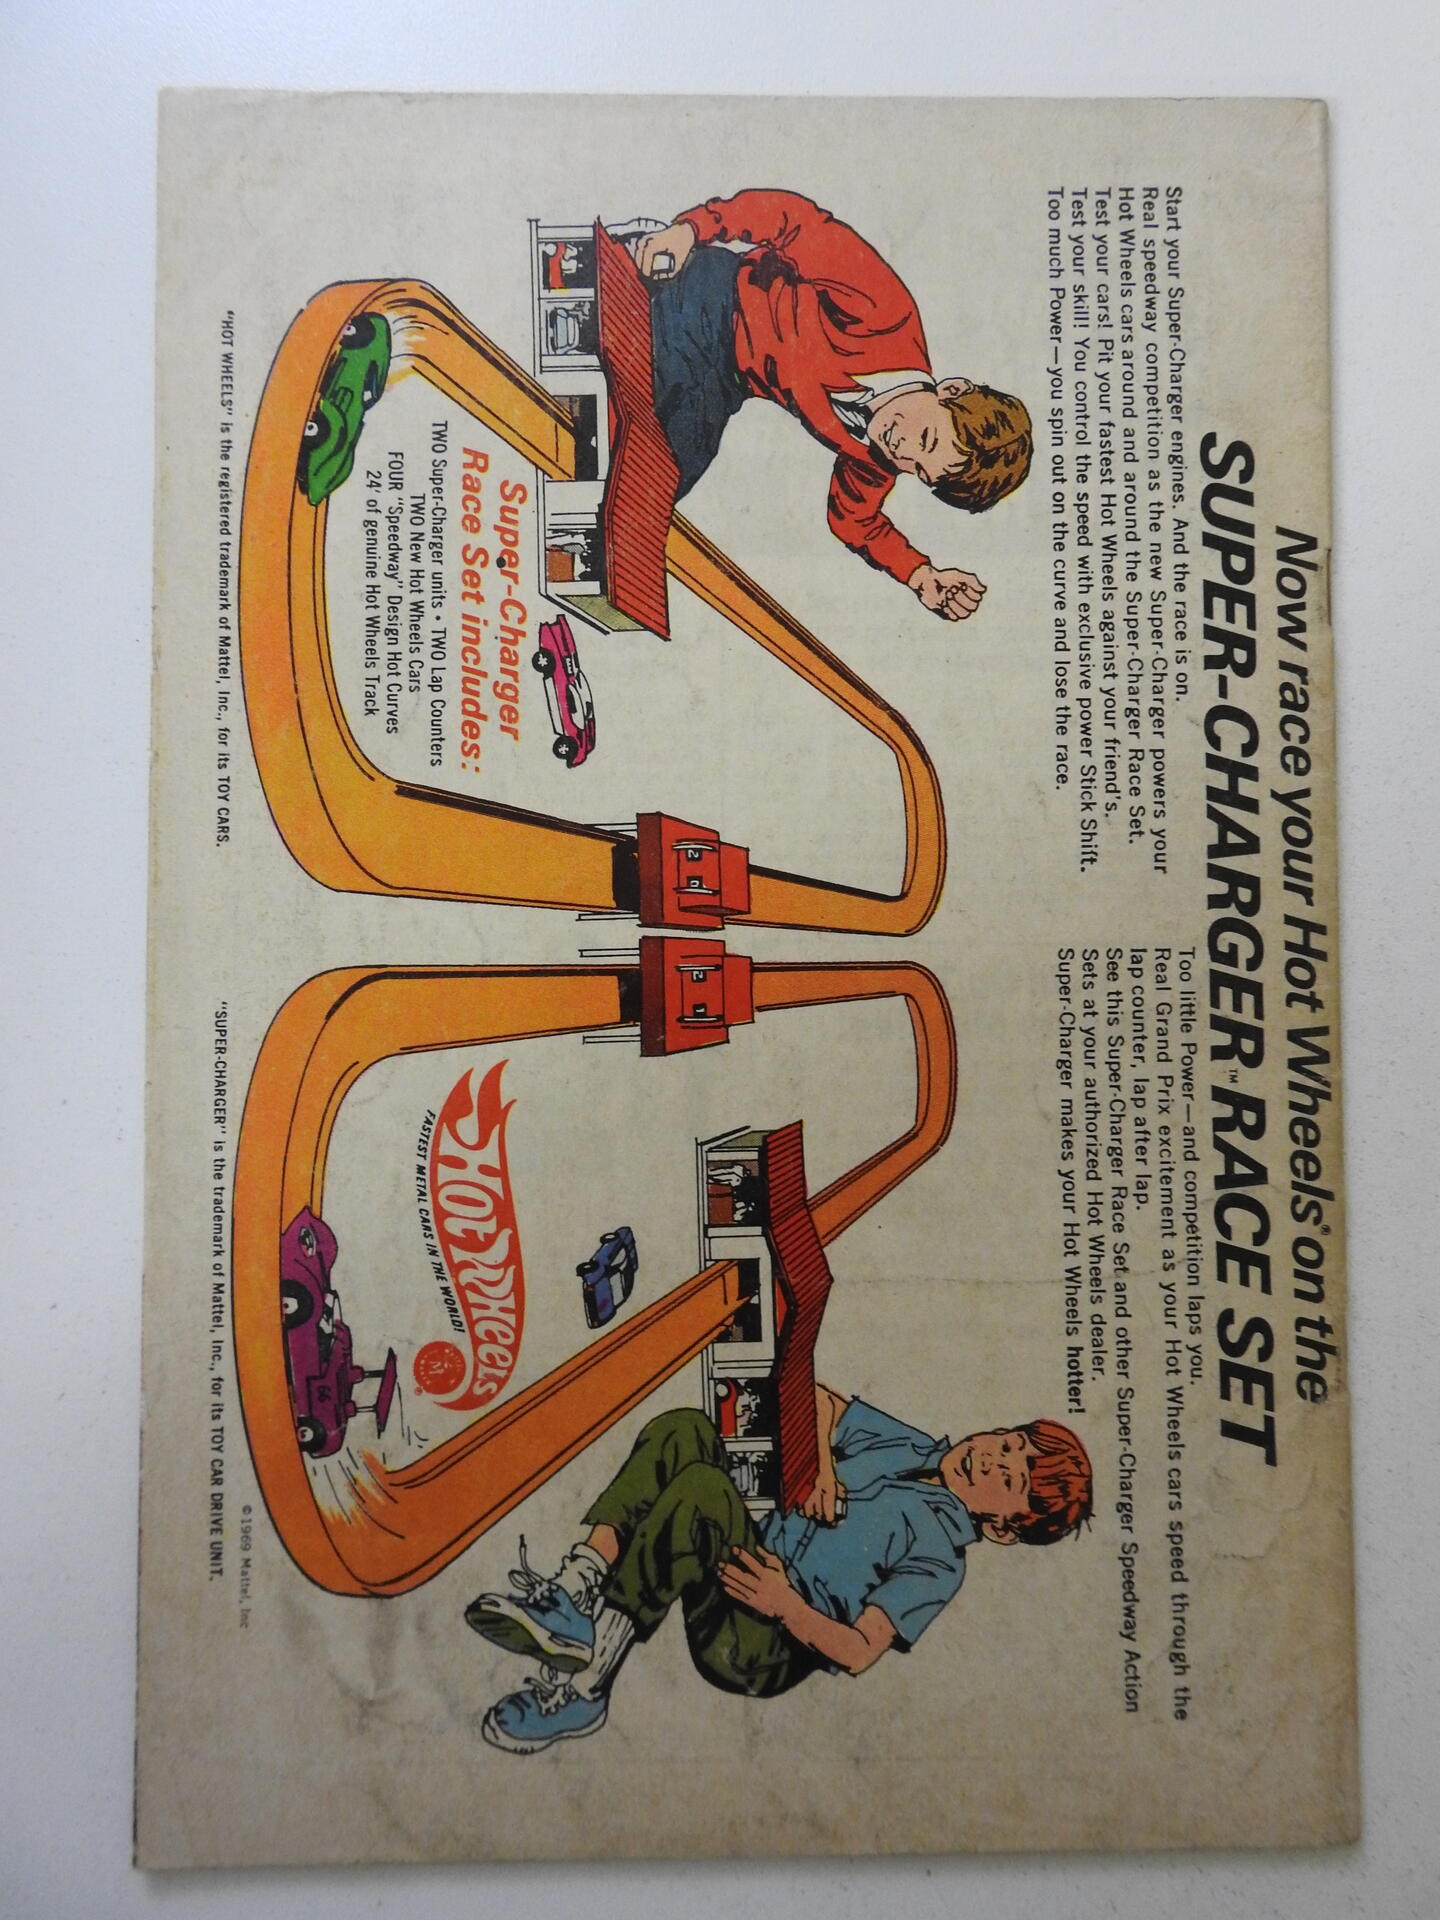 Now race your Hot Wheels® on the
SUPER-CHARGER™ RACE SET
Start your Super-Charger engines. And the race is on.
Real speedway competition as the new Super-Charger powers your
Hot Wheels cars around and around the Super-Charger Race Set.
Test your cars! Pit your fastest Hot Wheels against your friend's.
Test your skill! You control the speed with exclusive power Stick Shift.
Too much Power—you spin out on the curve and lose the race.
Too little Power—and competition laps you.
Real Grand Prix excitement as your Hot Wheels cars speed through the
lap counter, lap after lap.
See this Super-Charger Race Set and other Super-Charger Speedway Action
Sets at your authorized Hot Wheels dealer.
Super-Charger makes your Hot Wheels hotter!
2 0
2 1
Super-Charger
Race Set includes:
TWO Super-Charger units • TWO Lap Counters
TWO New Hot Wheels Cars
FOUR "Speedway" Design Hot Curves
24' of genuine Hot Wheels Track
HOT WHEELS
FASTEST METAL CARS IN THE WORLD!
M
®
66
©1969 Mattel, Inc
"HOT WHEELS" is the registered trademark of Mattel, Inc., for its TOY CARS.
"SUPER-CHARGER" is the trademark of Mattel, Inc., for its TOY CAR DRIVE UNIT.